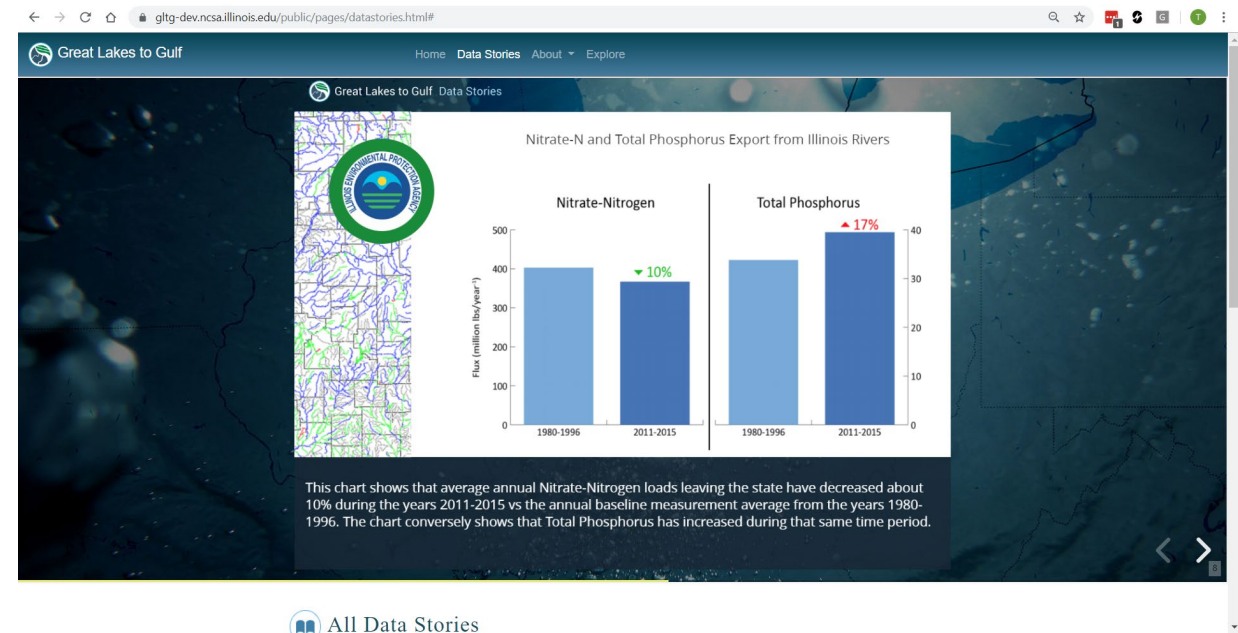 gltg-dev.ncsa.illinois.edu/public/pages/datastories.html#
1
G
T
Great Lakes to Gulf
Home Data Stories About Explore
Great Lakes to Gulf Data Stories
ILLINOIS ENVIRONMENTAL PROTECTION AGENCY
Nitrate-N and Total Phosphorus Export from Illinois Rivers
Nitrate-Nitrogen
Total Phosphorus
Flux (million lbs/year⁻¹)
500
400
300
200
100
0
▼ 10%
▲ 17%
40
30
20
10
0
1980-1996
2011-2015
1980-1996
2011-2015
This chart shows that average annual Nitrate-Nitrogen loads leaving the state have decreased about
10% during the years 2011-2015 vs the annual baseline measurement average from the years 1980-
1996. The chart conversely shows that Total Phosphorus has increased during that same time period.
B
All Data Stories